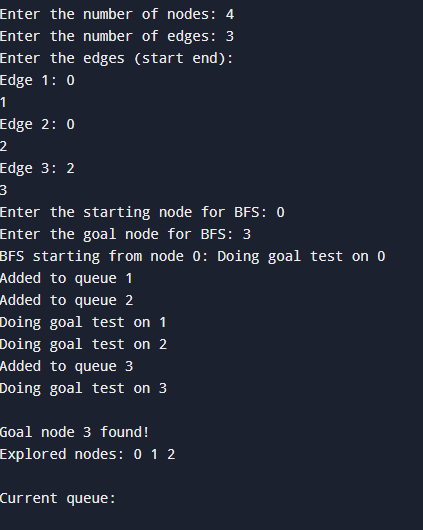 Enter the number of nodes: 4
Enter the number of edges: 3
Enter the edges (start end):
Edge 1: 0
1
Edge 2: 0
2
Edge 3: 2
3
Enter the starting node for BFS: 0
Enter the goal node for BFS: 3
BFS starting from node 0: Doing goal test on 0
Added to queue 1
Added to queue 2
Doing goal test on 1
Doing goal test on 2
Added to queue 3
Doing goal test on 3
Goal node 3 found!
Explored nodes: 0 1 2
Current queue: